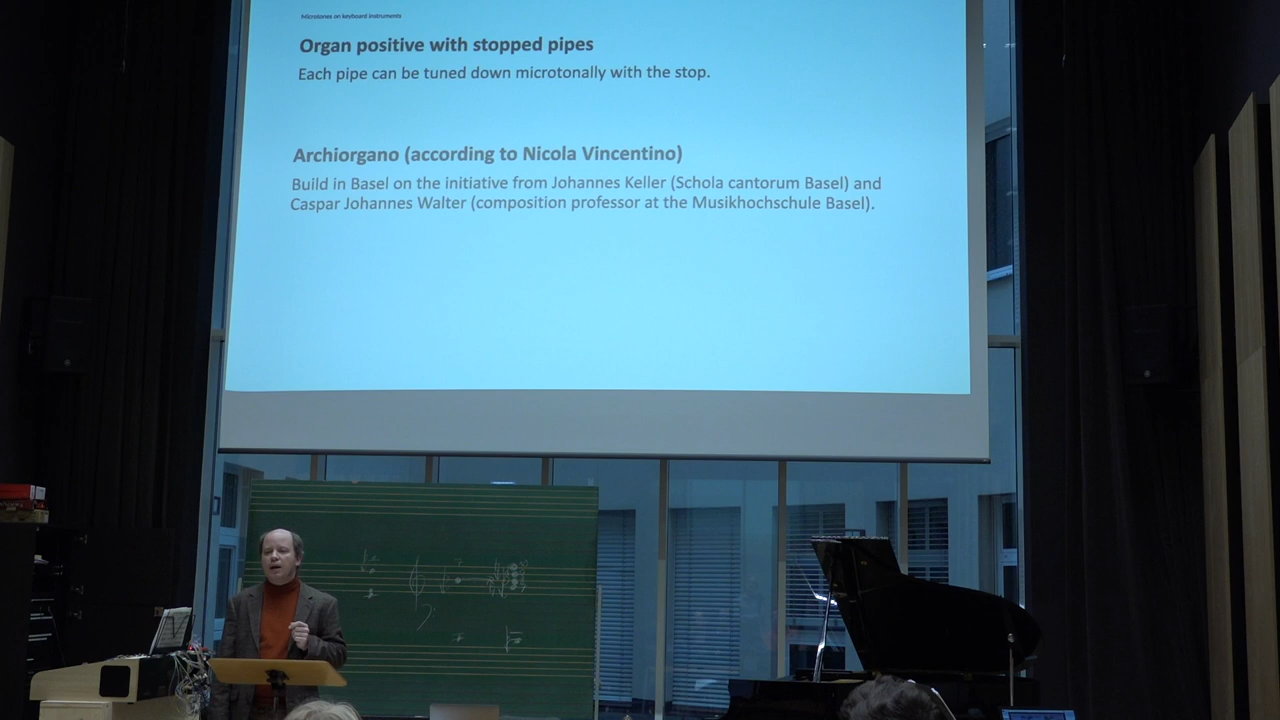 Microtones on keyboard instruments
Organ positive with stopped pipes
Each pipe can be tuned down microtonally with the stop.
Archiorgano (according to Nicola Vincentino)
Build in Basel on the initiative from Johannes Keller (Schola cantorum Basel) and
Caspar Johannes Walter (composition professor at the Musikhochschule Basel).